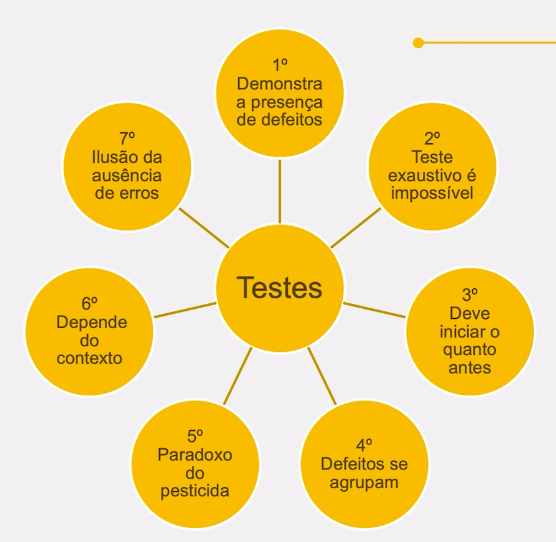 1º
Demonstra
a presença
de defeitos
2º
Teste
exaustivo é
impossível
3º
Deve
iniciar o
quanto
antes
4º
Defeitos se
agrupam
5º
Paradoxo
do
pesticida
6º
Depende
do
contexto
7º
Ilusão da
ausência
de erros
Testes